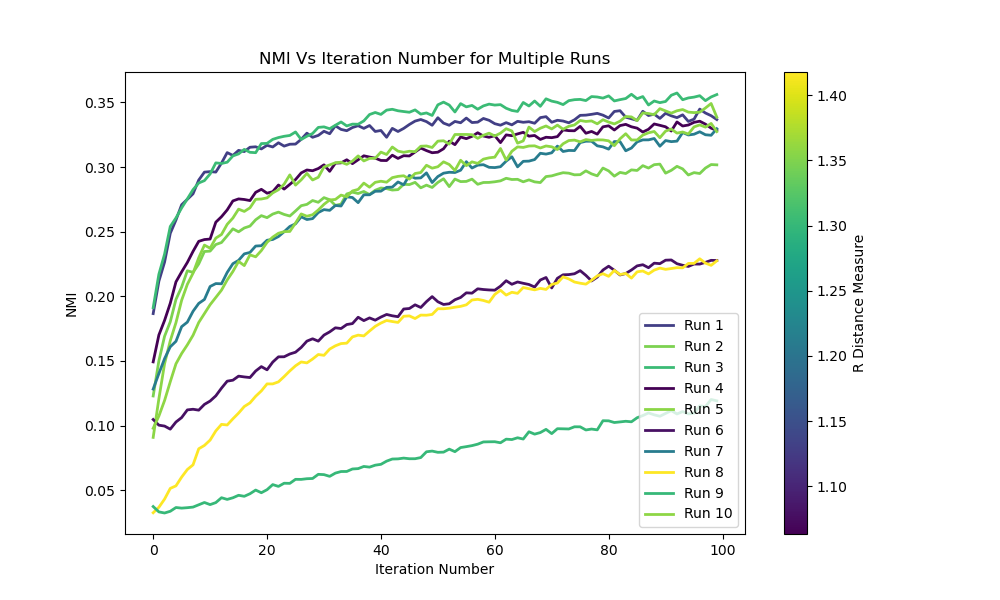 NMI Vs Iteration Number for Multiple Runs
NMI
0.35
0.30
0.25
0.20
0.15
0.10
0.05
0
20
40
60
80
100
Iteration Number
Run 1
Run 2
Run 3
Run 4
Run 5
Run 6
Run 7
Run 8
Run 9
Run 10
1.40
1.35
1.30
1.25
1.20
1.15
1.10
R Distance Measure